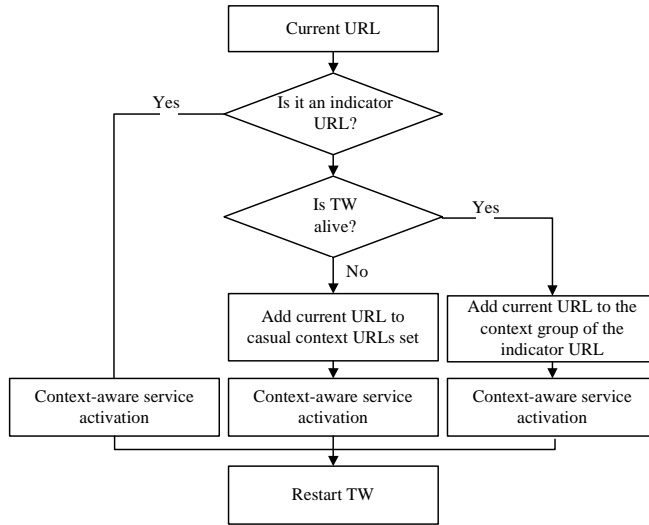 Current URL
Is it an indicator
URL?
Yes
Is TW
alive?
Yes
No
Add current URL to
casual context URLs set
Add current URL to the
context group of the
indicator URL
Context-aware service
activation
Context-aware service
activation
Context-aware service
activation
Restart TW